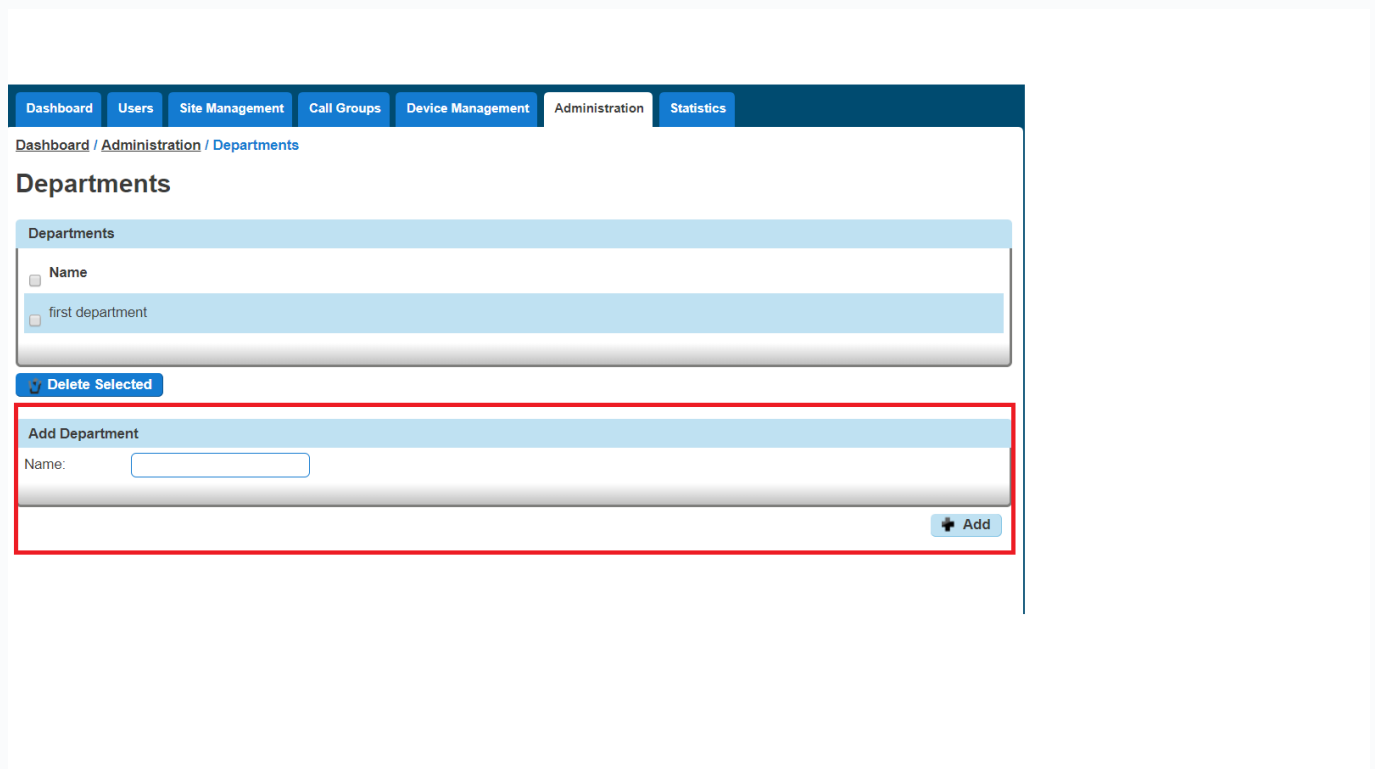 Dashboard Users Site Management Call Groups Device Management Administration Statistics
Dashboard / Administration / Departments
Departments
Departments
Name
first department
Delete Selected
Add Department
Name:
Add